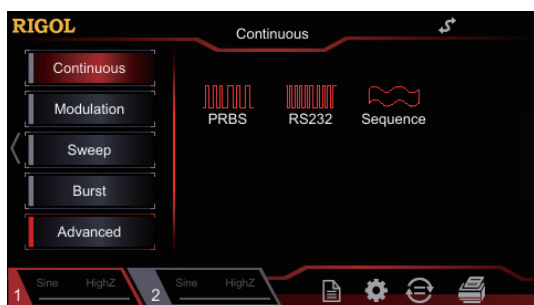 RIGOL
Continuous
Continuous
Modulation
Sweep
Burst
Advanced
PRBS RS232 Sequence
1 Sine HighZ 2 Sine HighZ